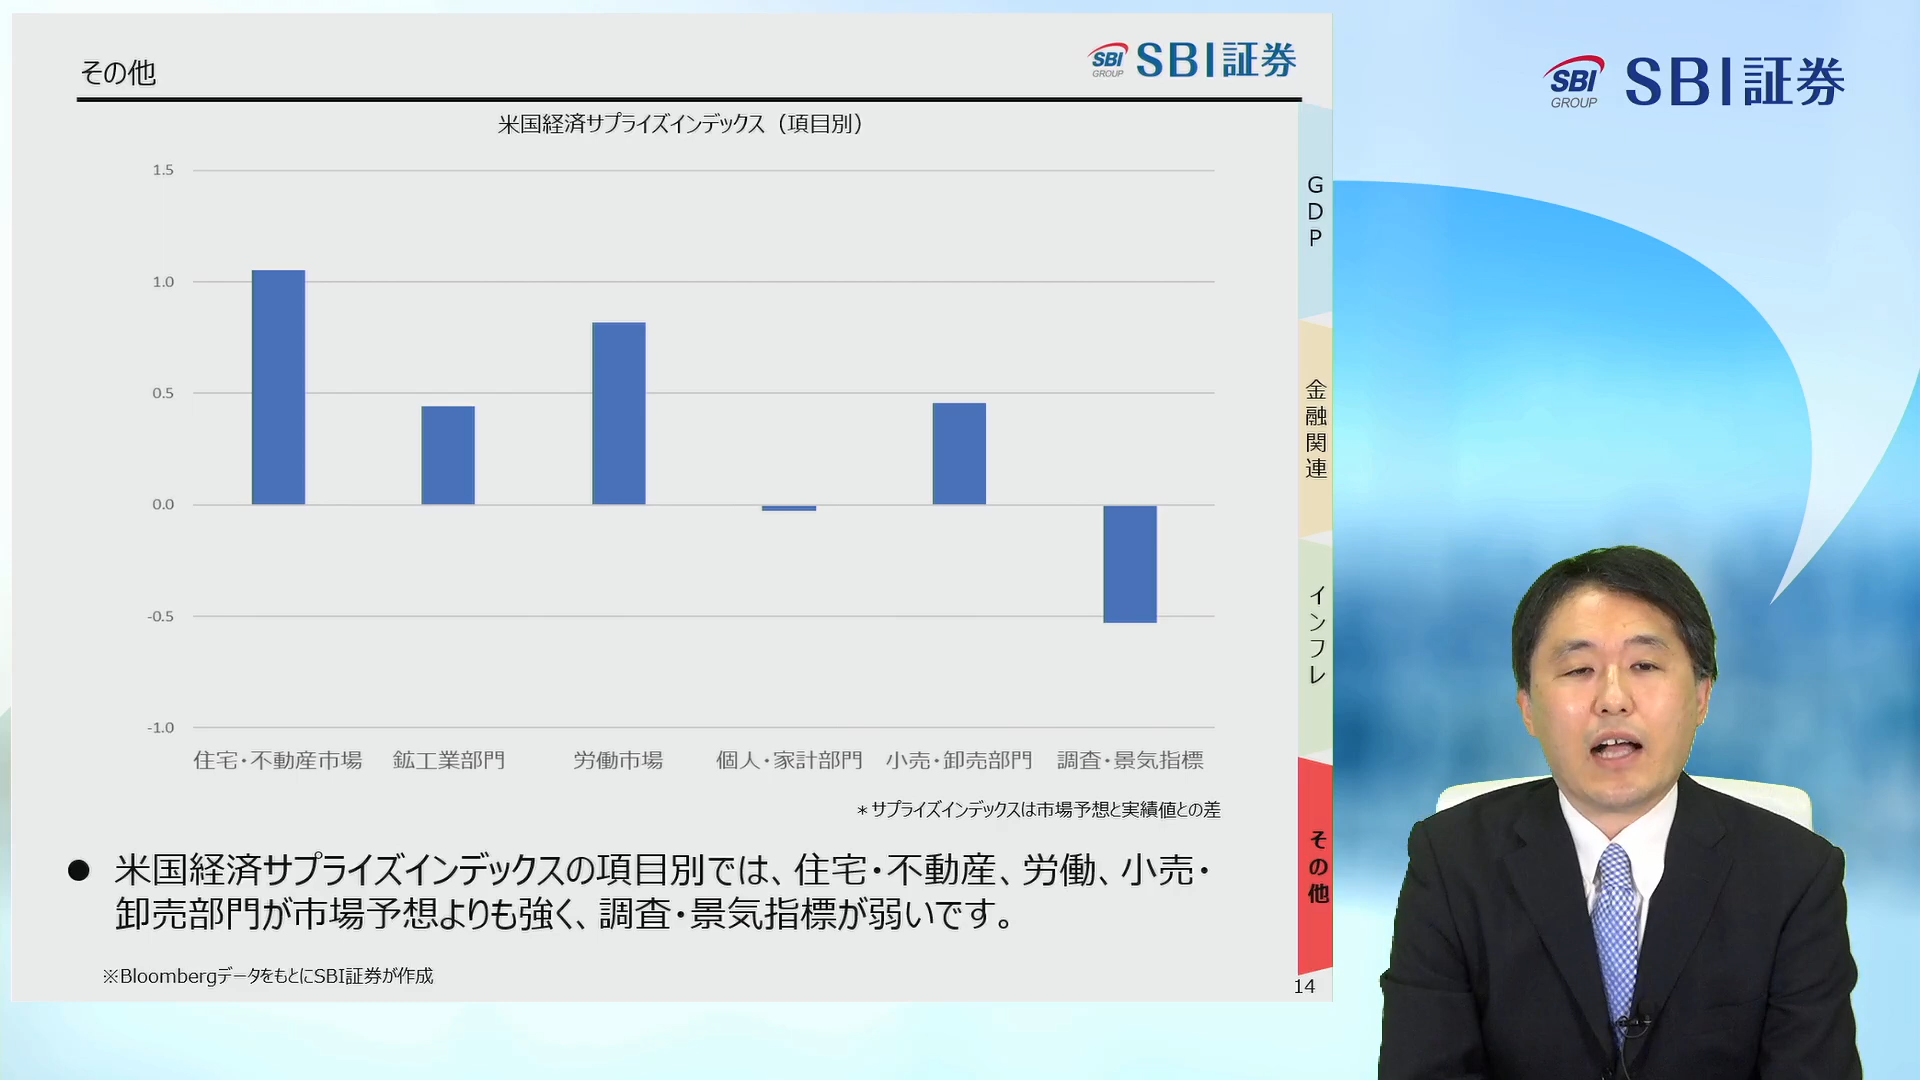 その他
SBI
GROUP
SBI証券
SBI
GROUP
SBI証券
米国経済サプライズインデックス（項目別）
1.5
1.0
0.5
0.0
-0.5
-1.0
住宅・不動産市場
鉱工業部門
労働市場
個人・家計部門
小売・卸売部門
調査・景気指標
＊サプライズインデックスは市場予想と実績値との差
● 米国経済サプライズインデックスの項目別では、住宅・不動産、労働、小売・
卸売部門が市場予想よりも強く、調査・景気指標が弱いです。
※BloombergデータをもとにSBI証券が作成
14
GDP
金融関連
インフレ
その他